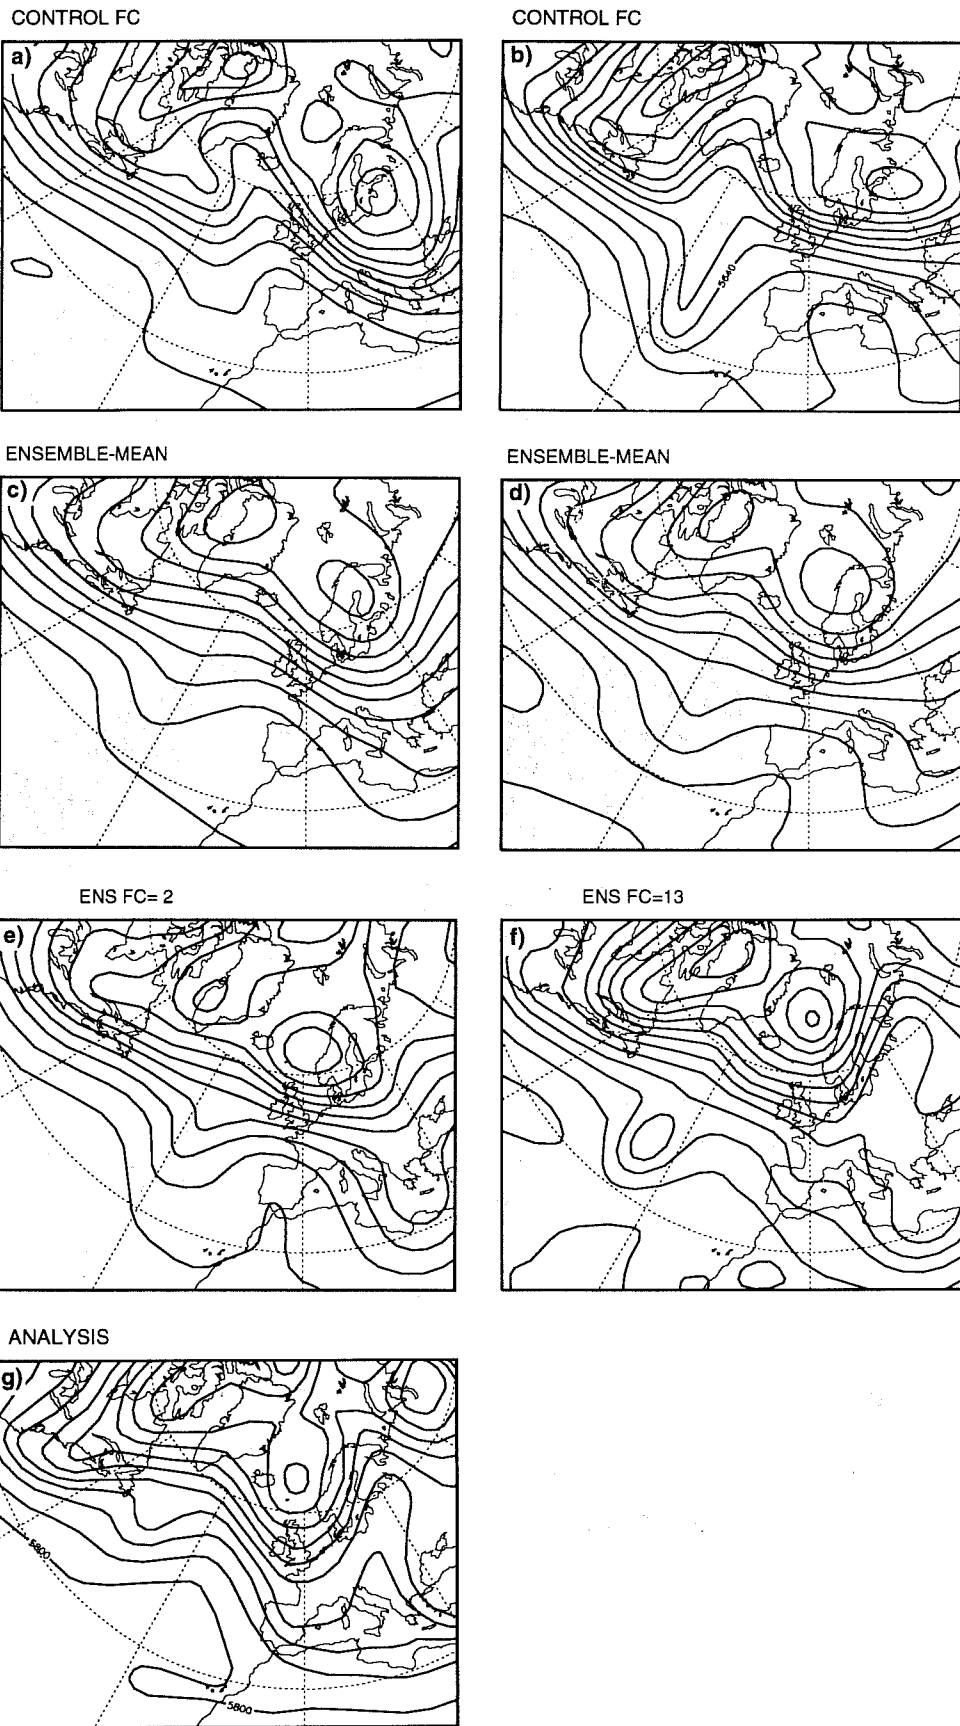 CONTROL FC
CONTROL FC
a)
b)
5640
ENSEMBLE-MEAN
ENSEMBLE-MEAN
c)
d)
ENS FC= 2
ENS FC=13
e)
f)
ANALYSIS
g)
5800
5800